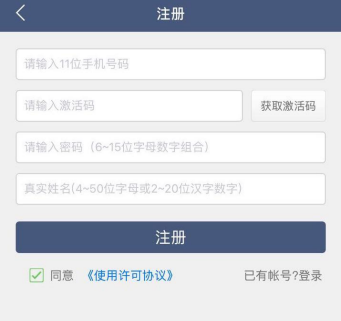 注册
请输入11位手机号码
请输入激活码 获取激活码
请输入密码（6~15位字母数字组合）
真实姓名(4~50位字母或2~20位汉字数字)
注册
同意 《使用许可协议》 已有帐号?登录